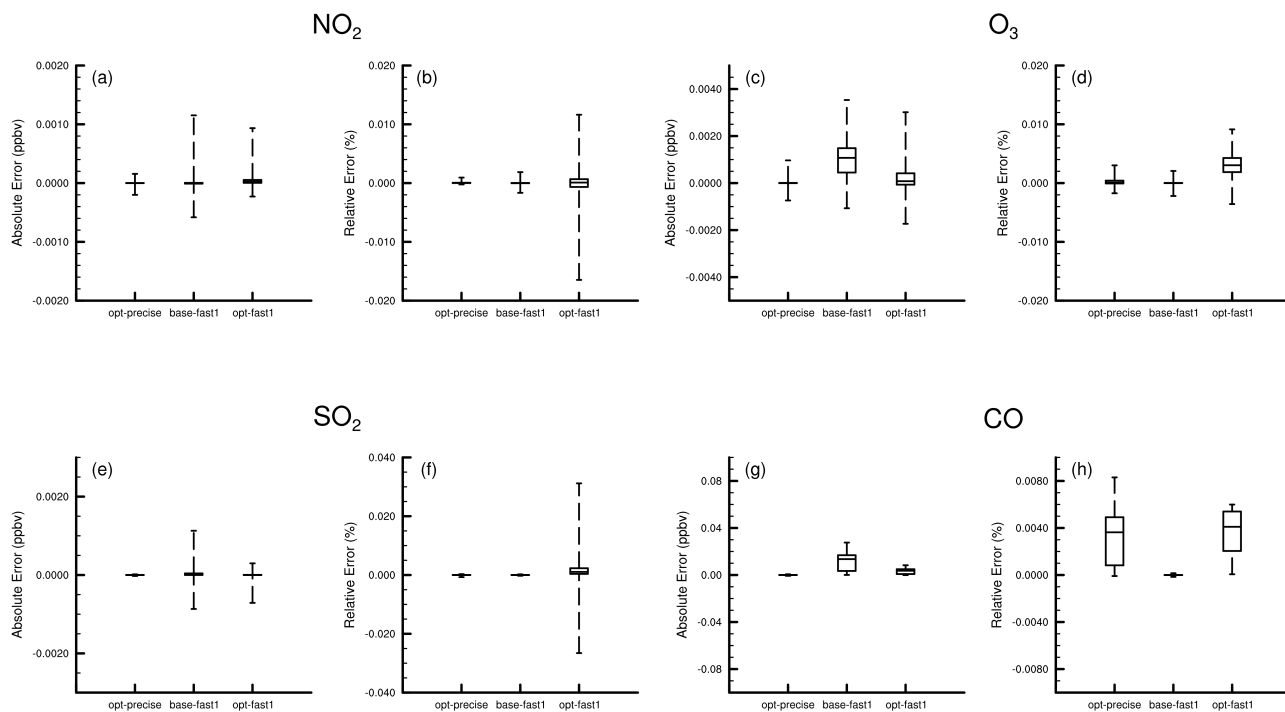 NO₂
O₃
(a)
Absolute Error (ppbv)
0.0020
0.0010
0.0000
-0.0010
-0.0020
opt-precise base-fast1 opt-fast1
(b)
Relative Error (%)
0.020
0.010
0.000
-0.010
-0.020
opt-precise base-fast1 opt-fast1
(c)
Absolute Error (ppbv)
0.0040
0.0020
0.0000
-0.0020
-0.0040
opt-precise base-fast1 opt-fast1
(d)
Relative Error (%)
0.020
0.010
0.000
-0.010
-0.020
opt-precise base-fast1 opt-fast1
SO₂
CO
(e)
Absolute Error (ppbv)
0.0020
0.0000
-0.0020
opt-precise base-fast1 opt-fast1
(f)
Relative Error (%)
0.040
0.020
0.000
-0.020
-0.040
opt-precise base-fast1 opt-fast1
(g)
Absolute Error (ppbv)
0.08
0.04
0.00
-0.04
-0.08
opt-precise base-fast1 opt-fast1
(h)
Relative Error (%)
0.0080
0.0040
0.0000
-0.0040
-0.0080
opt-precise base-fast1 opt-fast1